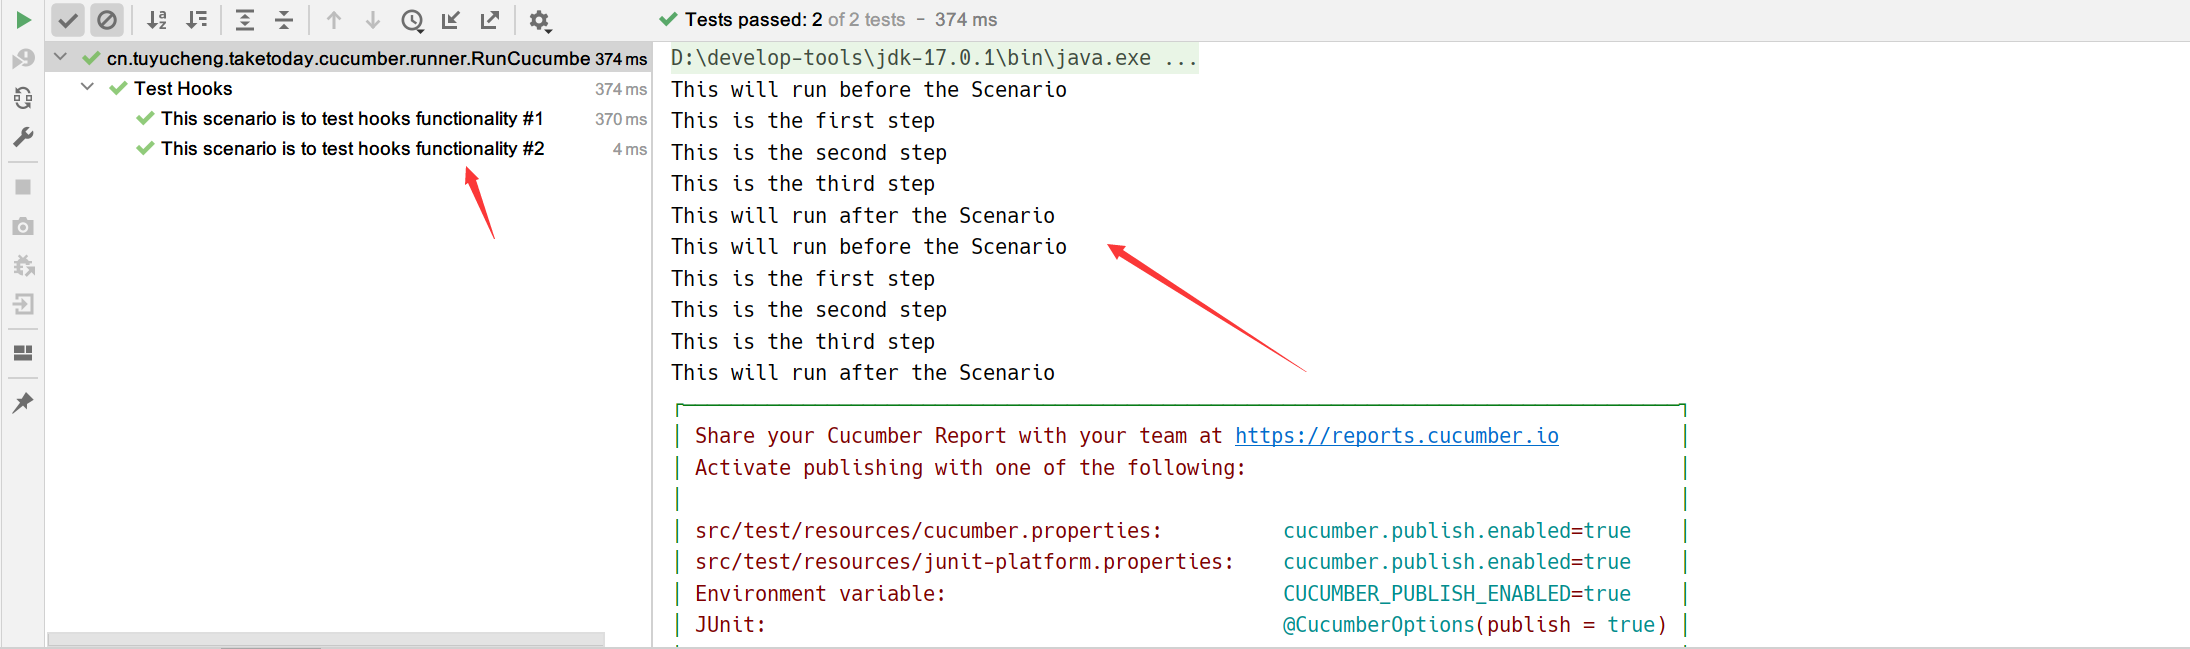 Tests passed: 2 of 2 tests – 374 ms
cn.tuyucheng.taketoday.cucumber.runner.RunCucumbe 374 ms
Test Hooks 374 ms
This scenario is to test hooks functionality #1 370 ms
This scenario is to test hooks functionality #2 4 ms
D:\develop-tools\jdk-17.0.1\bin\java.exe ...
This will run before the Scenario
This is the first step
This is the second step
This is the third step
This will run after the Scenario
This will run before the Scenario
This is the first step
This is the second step
This is the third step
This will run after the Scenario
Share your Cucumber Report with your team at https://reports.cucumber.io
Activate publishing with one of the following:
src/test/resources/cucumber.properties: cucumber.publish.enabled=true
src/test/resources/junit-platform.properties: cucumber.publish.enabled=true
Environment variable: CUCUMBER_PUBLISH_ENABLED=true
JUnit: @CucumberOptions(publish = true)